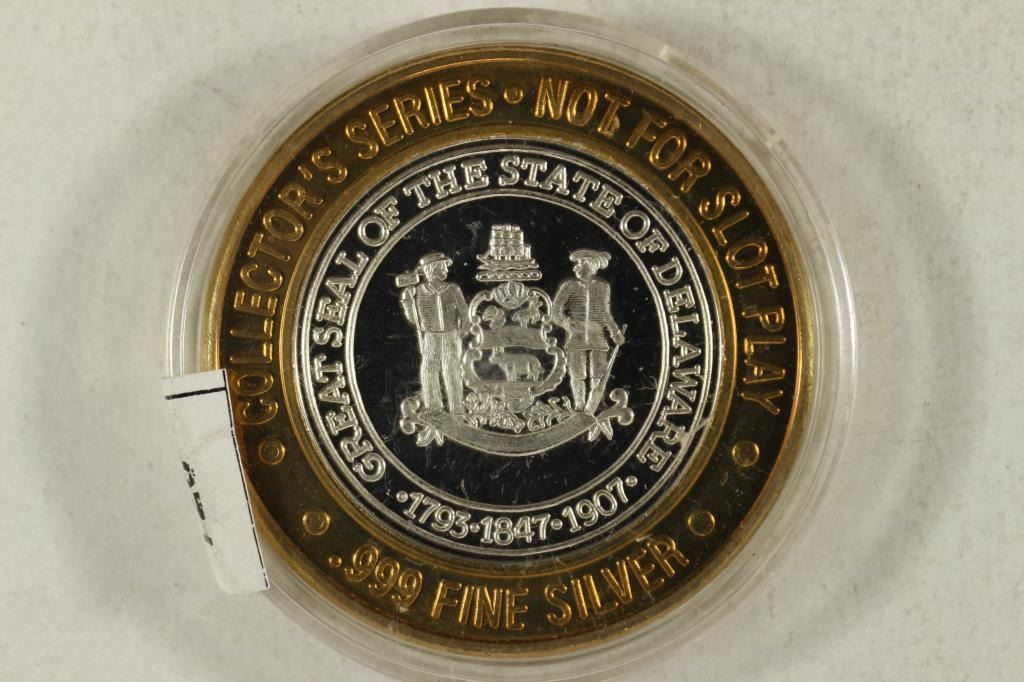 COLLECTOR'S SERIES • NOT FOR SLOT PLAY
.999 FINE SILVER
GREAT SEAL OF THE STATE OF DELAWARE
·1793·1847·1907·